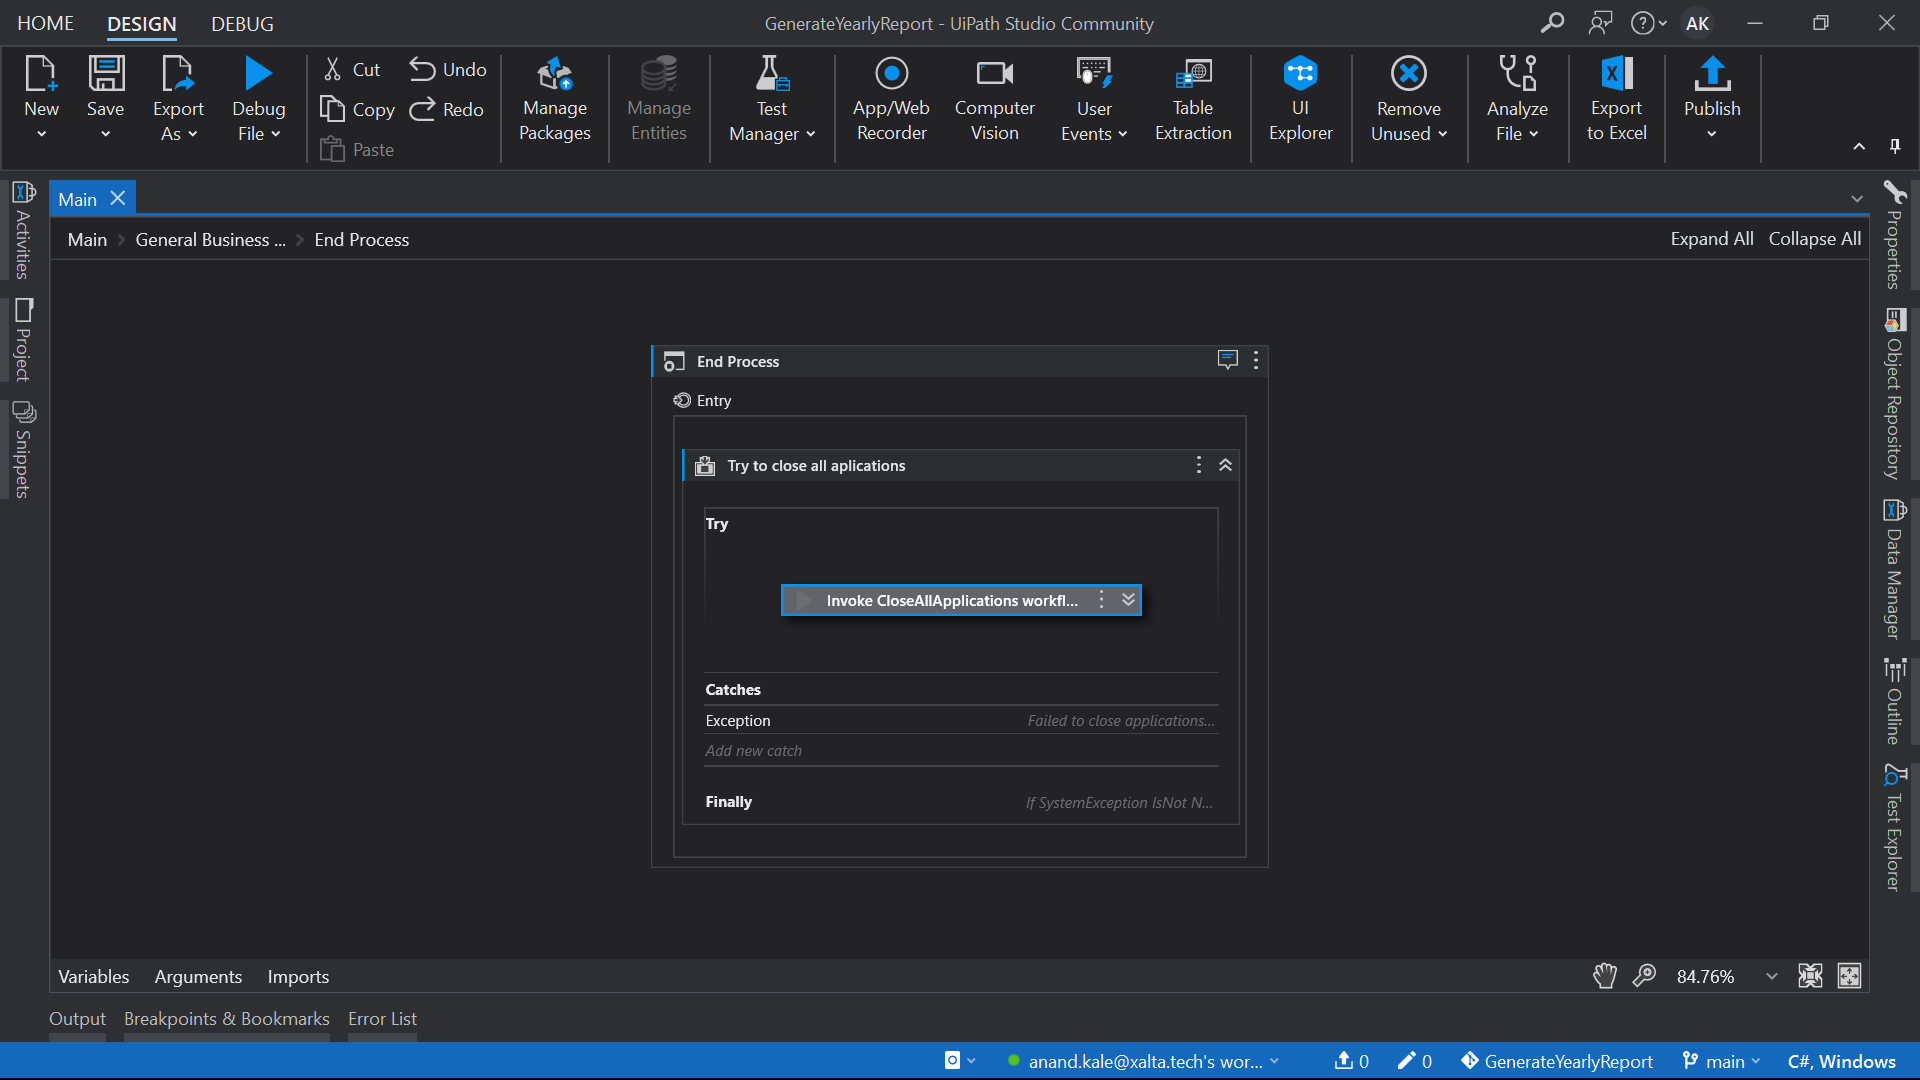 HOME
DESIGN
DEBUG
GenerateYearlyReport - UiPath Studio Community
AK
New
Save
Export
As
Debug
File
Cut
Copy
Paste
Undo
Redo
Manage
Packages
Manage
Entities
Test
Manager
App/Web
Recorder
Computer
Vision
User
Events
Table
Extraction
UI
Explorer
Remove
Unused
Analyze
File
Export
to Excel
Publish
Activities
Project
Snippets
Main
Main
General Business ...
End Process
Expand All
Collapse All
End Process
Entry
Try to close all aplications
Try
Invoke CloseAllApplications workfl...
Catches
Exception
Failed to close applications...
Add new catch
Finally
If SystemException IsNot N...
Properties
Object Repository
Data Manager
Outline
Test Explorer
Variables
Arguments
Imports
84.76%
Output
Breakpoints & Bookmarks
Error List
anand.kale@xalta.tech's wor...
0
0
GenerateYearlyReport
main
C#, Windows